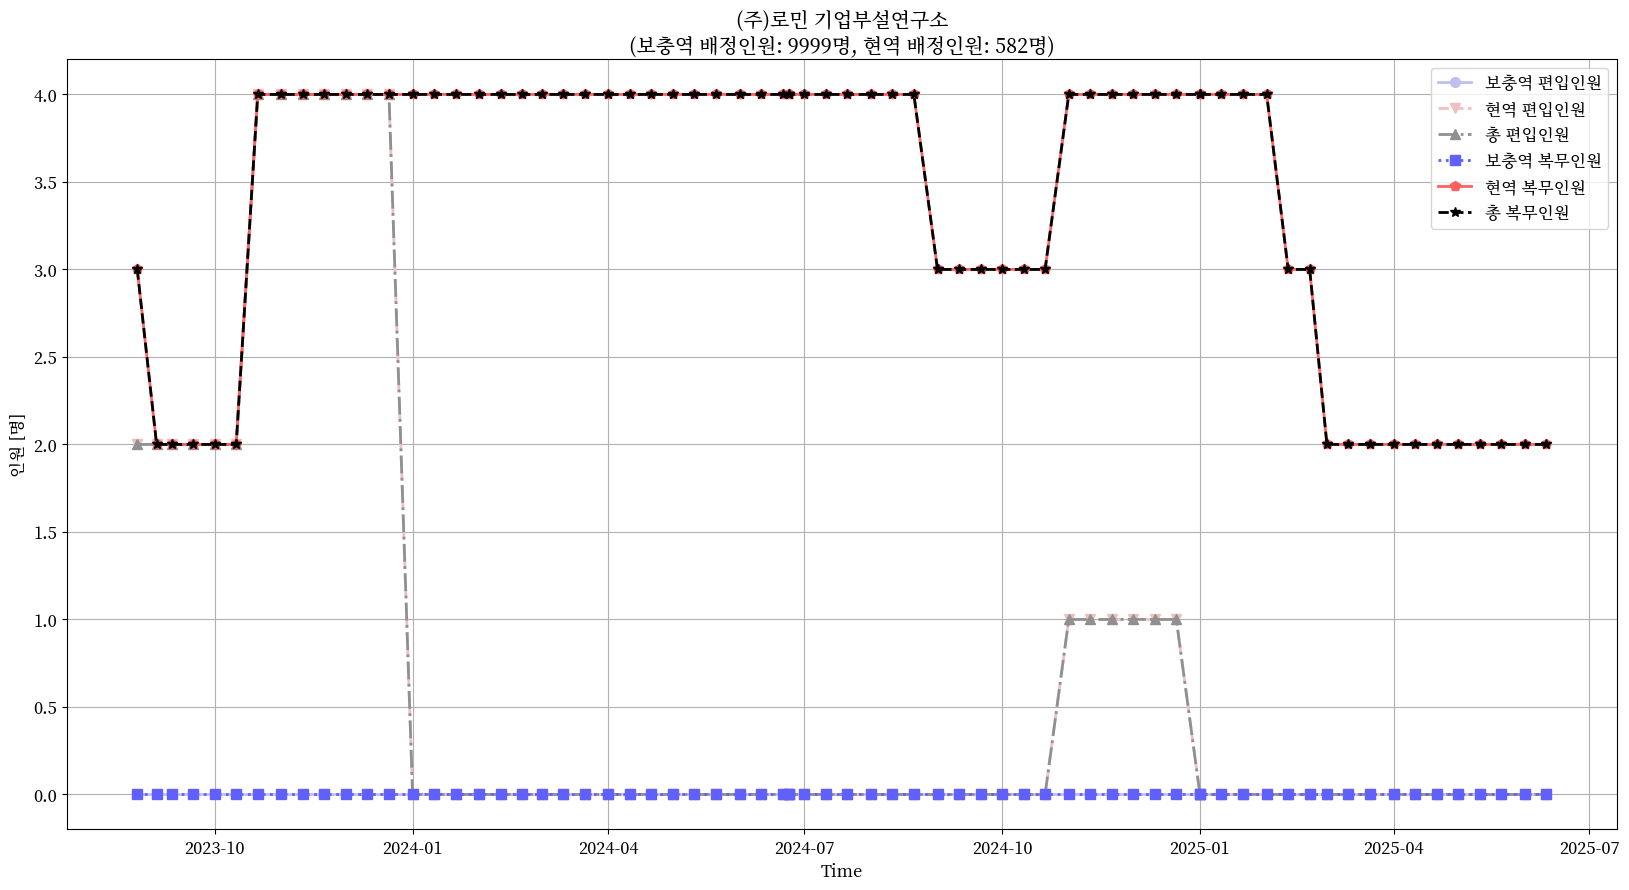 (주)로민 기업부설연구소
(보충역 배정인원: 9999명, 현역 배정인원: 582명)
4.0
3.5
3.0
2.5
2.0
1.5
1.0
0.5
0.0
인원 [명]
보충역 편입인원
현역 편입인원
총 편입인원
보충역 복무인원
현역 복무인원
총 복무인원
2023-10
2024-01
2024-04
2024-07
2024-10
2025-01
2025-04
2025-07
Time